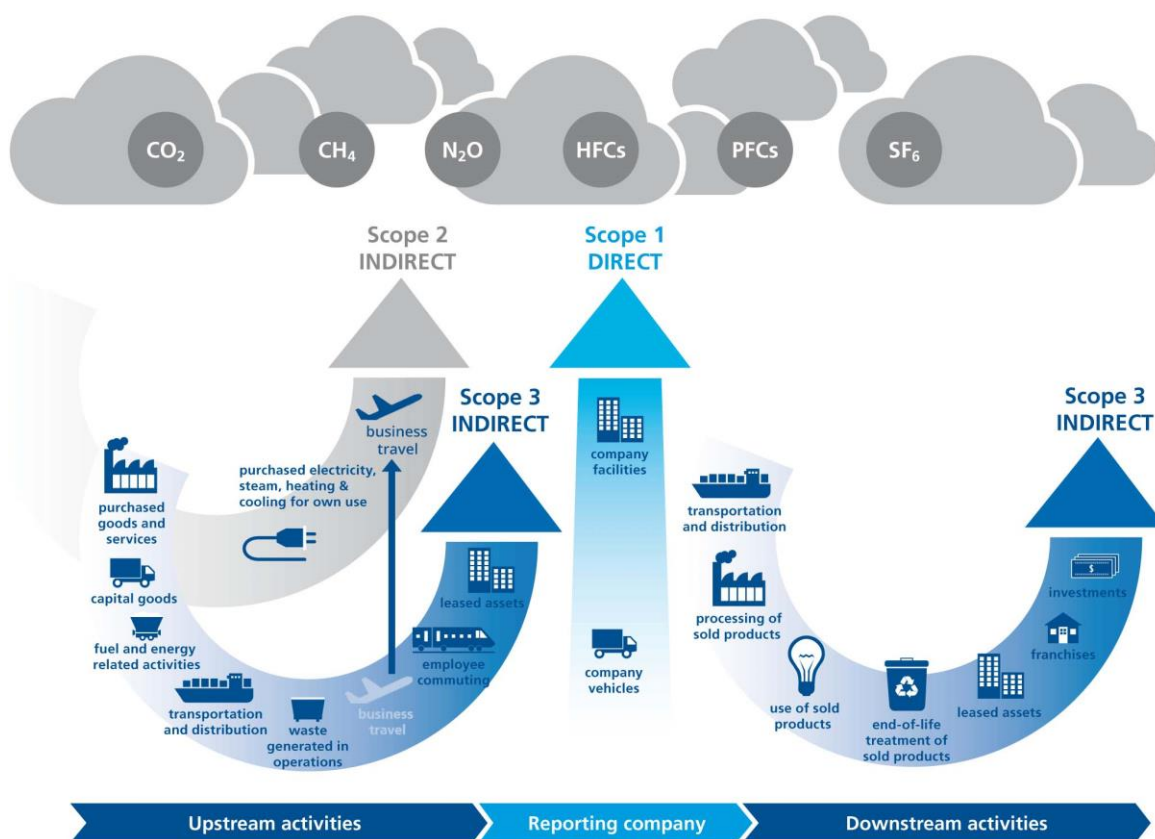 CO₂
CH₄
N₂O
HFCs
PFCs
SF₆
Scope 2
INDIRECT
Scope 1
DIRECT
Scope 3
INDIRECT
Scope 3
INDIRECT
business
travel
purchased electricity,
steam, heating &
cooling for own use
purchased
goods and
services
capital goods
fuel and energy
related activities
transportation
and distribution
waste
generated in
operations
business
travel
employee
commuting
leased assets
company
facilities
company
vehicles
transportation
and distribution
processing of
sold products
use of sold
products
end-of-life
treatment of
sold products
leased assets
franchises
investments
$
Upstream activities
Reporting company
Downstream activities